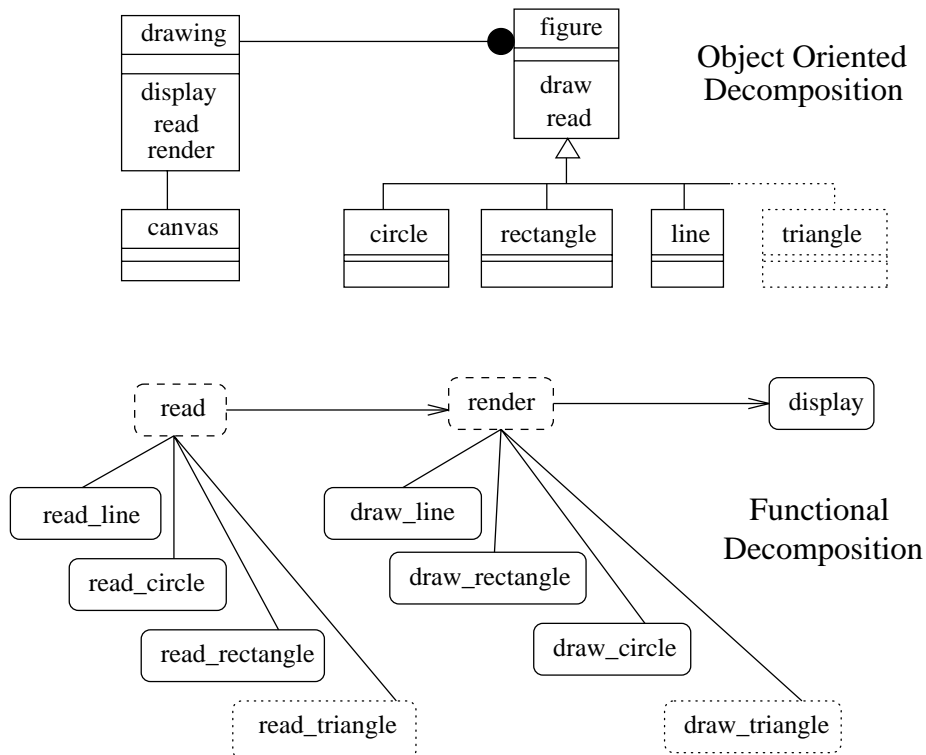 drawing
display
read
render
canvas
figure
draw
read
Object Oriented
Decomposition
circle
rectangle
line
triangle
read
render
display
read_line
read_circle
read_rectangle
read_triangle
draw_line
draw_rectangle
draw_circle
draw_triangle
Functional
Decomposition